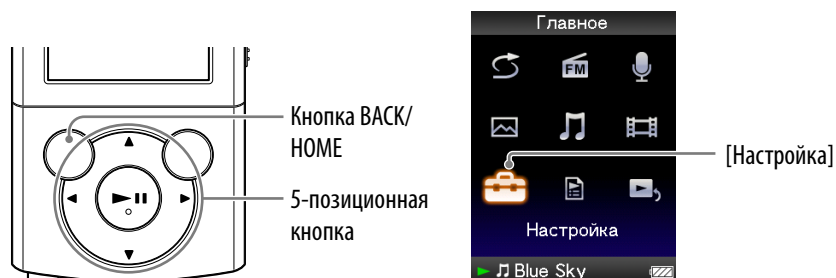 Кнопка BACK/
HOME
5-позиционная
кнопка
Главное
FM
Настройка
Blue Sky
[Настройка]